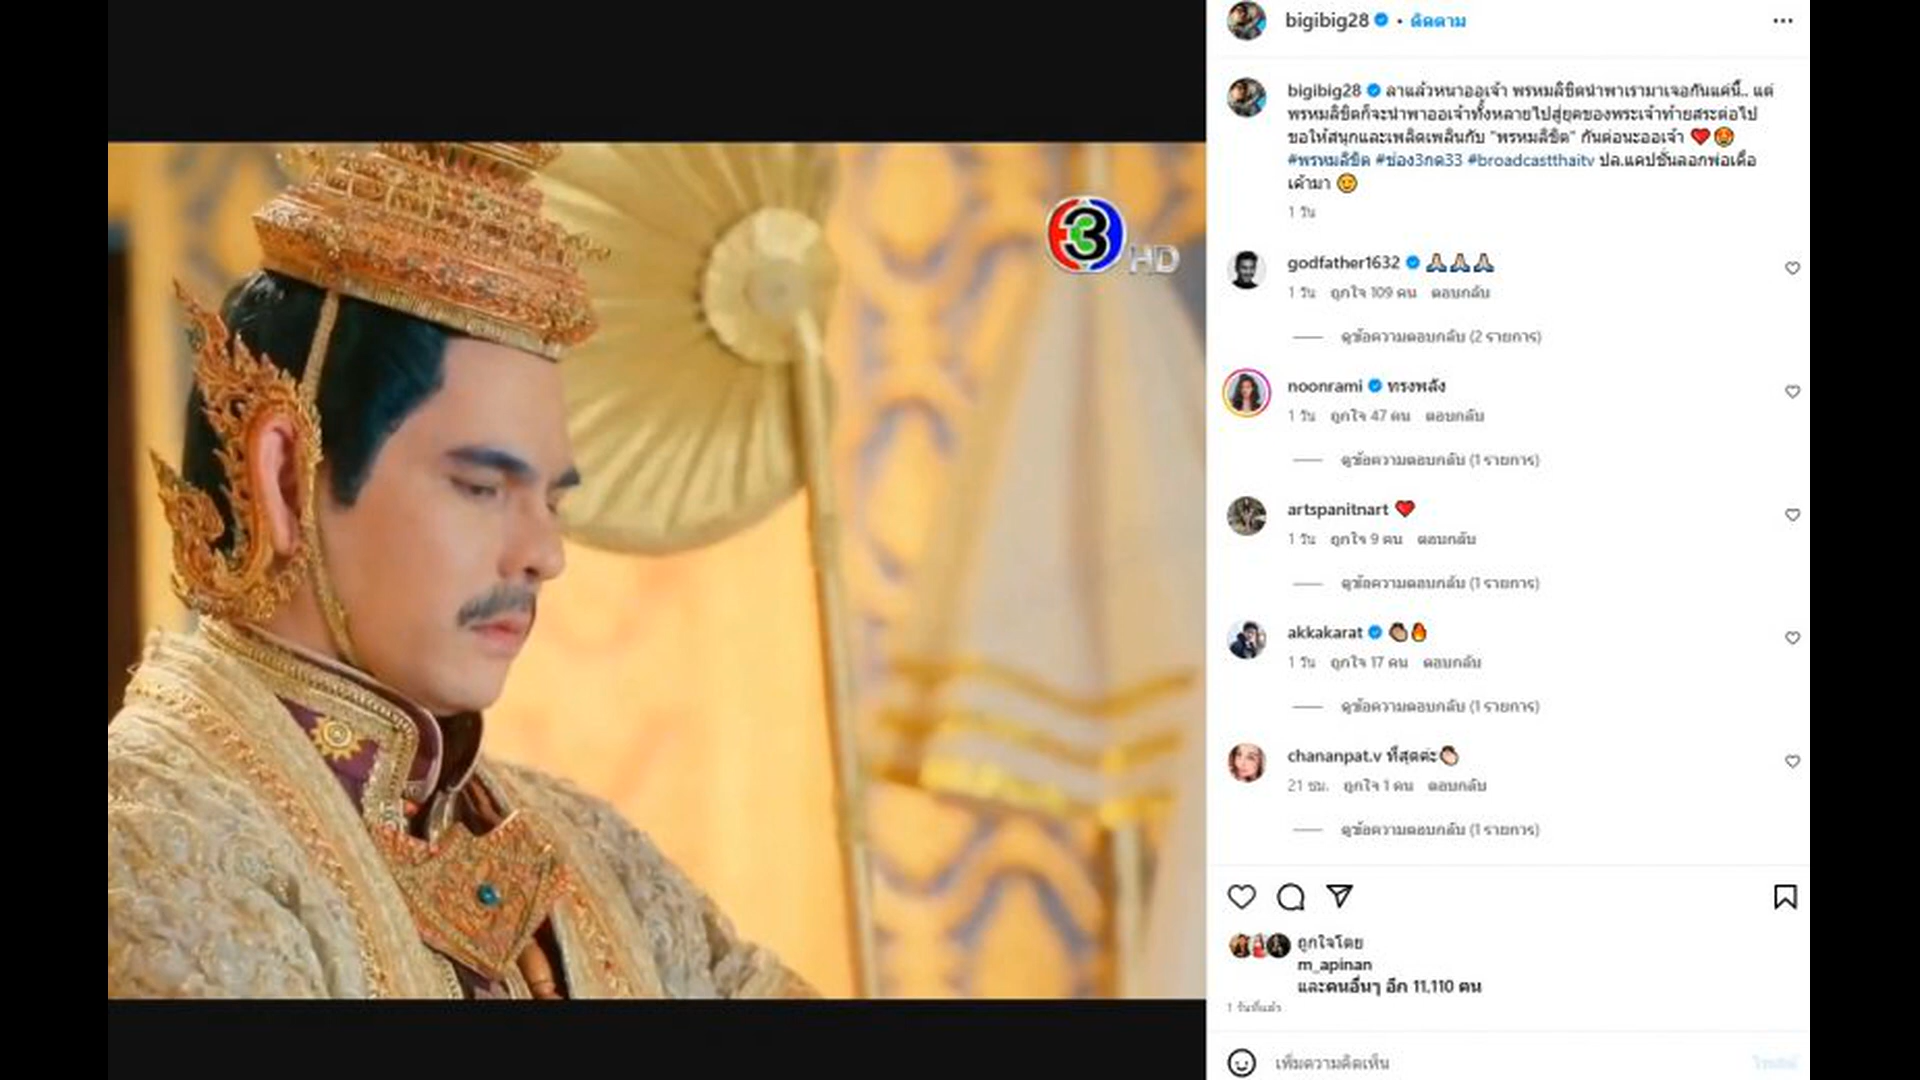 bigibig28 • ติดตาม
bigibig28 ลาแล้วหนาออเจ้า พรหมลิขิตนำพาเรามาเจอกันแค่นี้.. แต่
พรหมลิขิตก็จะนำพาออเจ้าทั้งหลายไปสู่ยุคของพระเจ้าท้ายสระต่อไป
ขอให้สนุกและเพลิดเพลินกับ "พรหมลิขิต" กันต่อนะออเจ้า ❤️🥰
#พรหมลิขิต #ช่อง3กด33 #broadcastthaitv ปล.แคปชั่นลอกพ่อเดื่อ
เค้ามา 😊
1 วัน
godfather1632 🙏🏻🙏🏻🙏🏻
1 วัน ถูกใจ 109 คน ตอบกลับ
ดูข้อความตอบกลับ (2 รายการ)
noonrami ทรงพลัง
1 วัน ถูกใจ 47 คน ตอบกลับ
ดูข้อความตอบกลับ (1 รายการ)
artspanitnart ❤️
1 วัน ถูกใจ 9 คน ตอบกลับ
ดูข้อความตอบกลับ (1 รายการ)
akkakarat 👏🏽🔥
1 วัน ถูกใจ 17 คน ตอบกลับ
ดูข้อความตอบกลับ (1 รายการ)
chananpat.v ที่สุดค่ะ👏🏻
21 ชม. ถูกใจ 1 คน ตอบกลับ
ดูข้อความตอบกลับ (1 รายการ)
ถูกใจโดย
m_apinan
และคนอื่นๆ อีก 11,110 คน
1 วันที่แล้ว
เพิ่มความคิดเห็น
โพสต์
3 HD